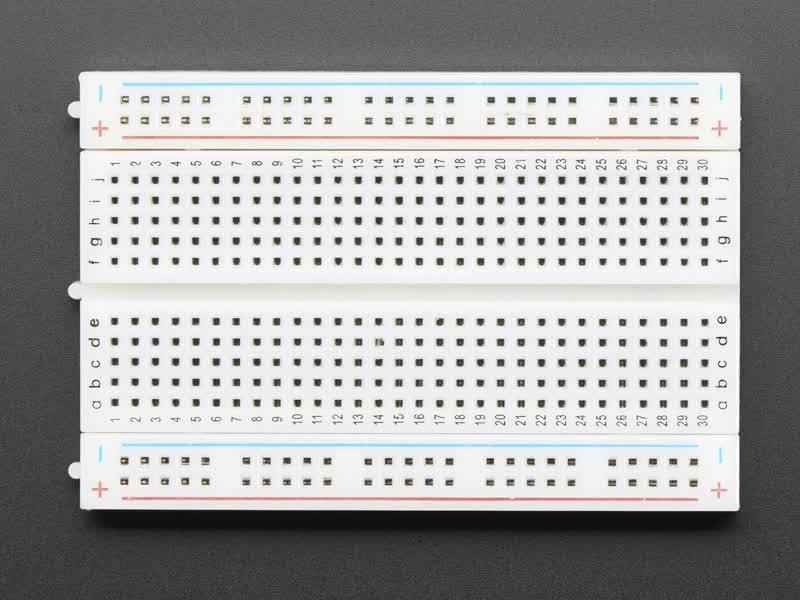 − −
+ +
1 2 3 4 5 6 7 8 9 10 11 12 13 14 15 16 17 18 19 20 21 22 23 24 25 26 27 28 29 30
j j
i i
h h
g g
f f
e e
d d
c c
b b
a a
1 2 3 4 5 6 7 8 9 10 11 12 13 14 15 16 17 18 19 20 21 22 23 24 25 26 27 28 29 30
− −
+ +